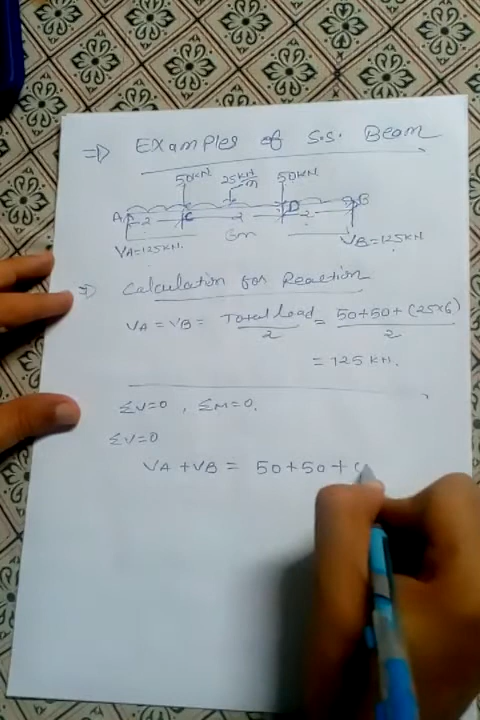 ⇒ Examples of S.S. Beam
50KN 25KN/m 50KN
A 2 C 2 D 2 B
6m
VA=125KN. VB=125KN
⇒ Calculation for Reaction
VA = VB = Total load/2 = 50+50+(25×6)/2
= 125 KN.
ΣV=0 , ΣM=0.
ΣV=0
VA + VB = 50+50+(